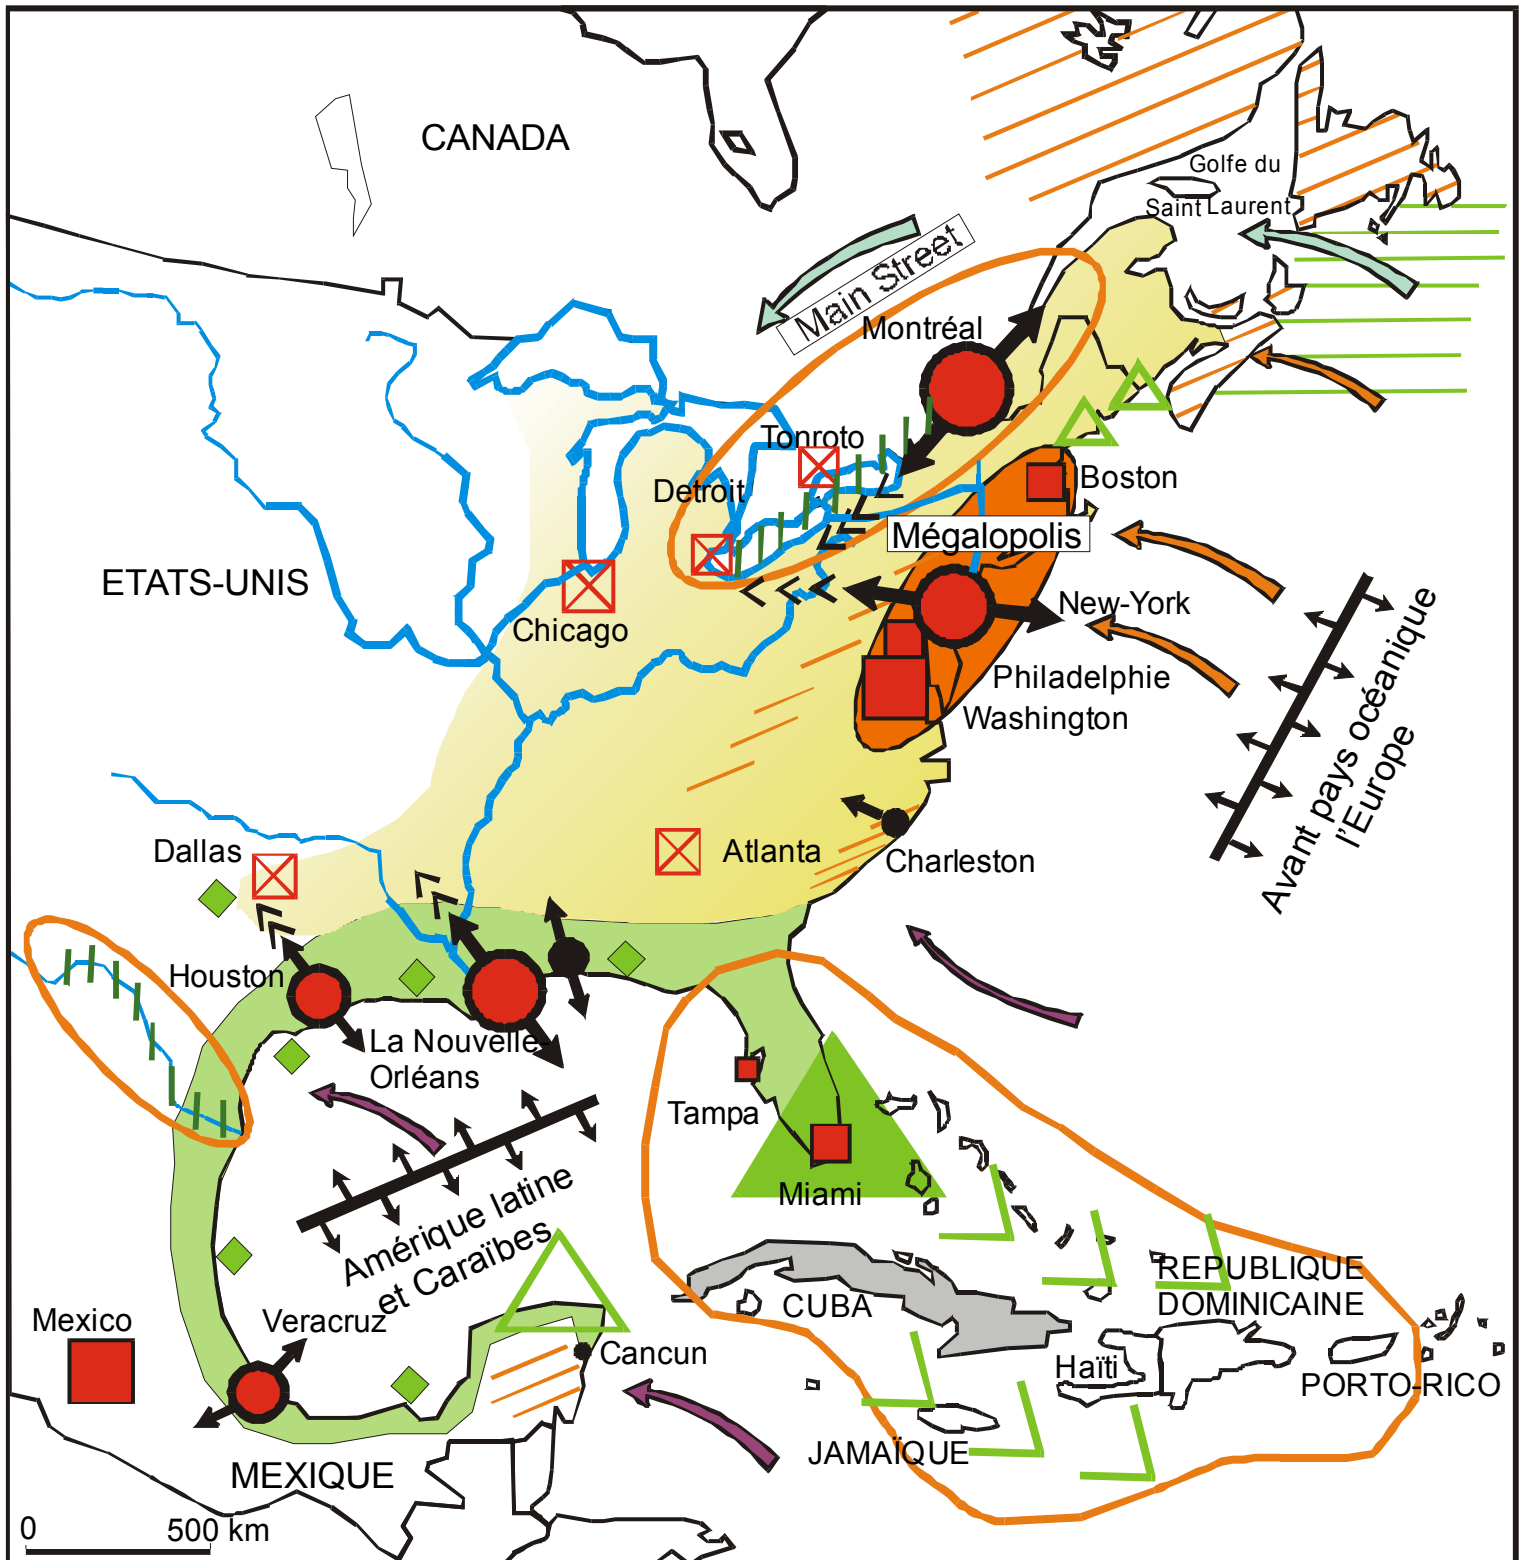 CANADA
Golfe du
Saint Laurent
Main Street
Montréal
Tonroto
Detroit
Boston
Mégalopolis
ETATS-UNIS
New-York
Chicago
Philadelphie
Washington
Avant pays océanique
l'Europe
Dallas
Atlanta
Charleston
Houston
La Nouvelle-
Orléans
Tampa
Miami
Amérique latine
et Caraïbes
REPUBLIQUE
DOMINICAINE
CUBA
Mexico
Veracruz
Cancun
Haïti
PORTO-RICO
JAMAÏQUE
MEXIQUE
0 500 km